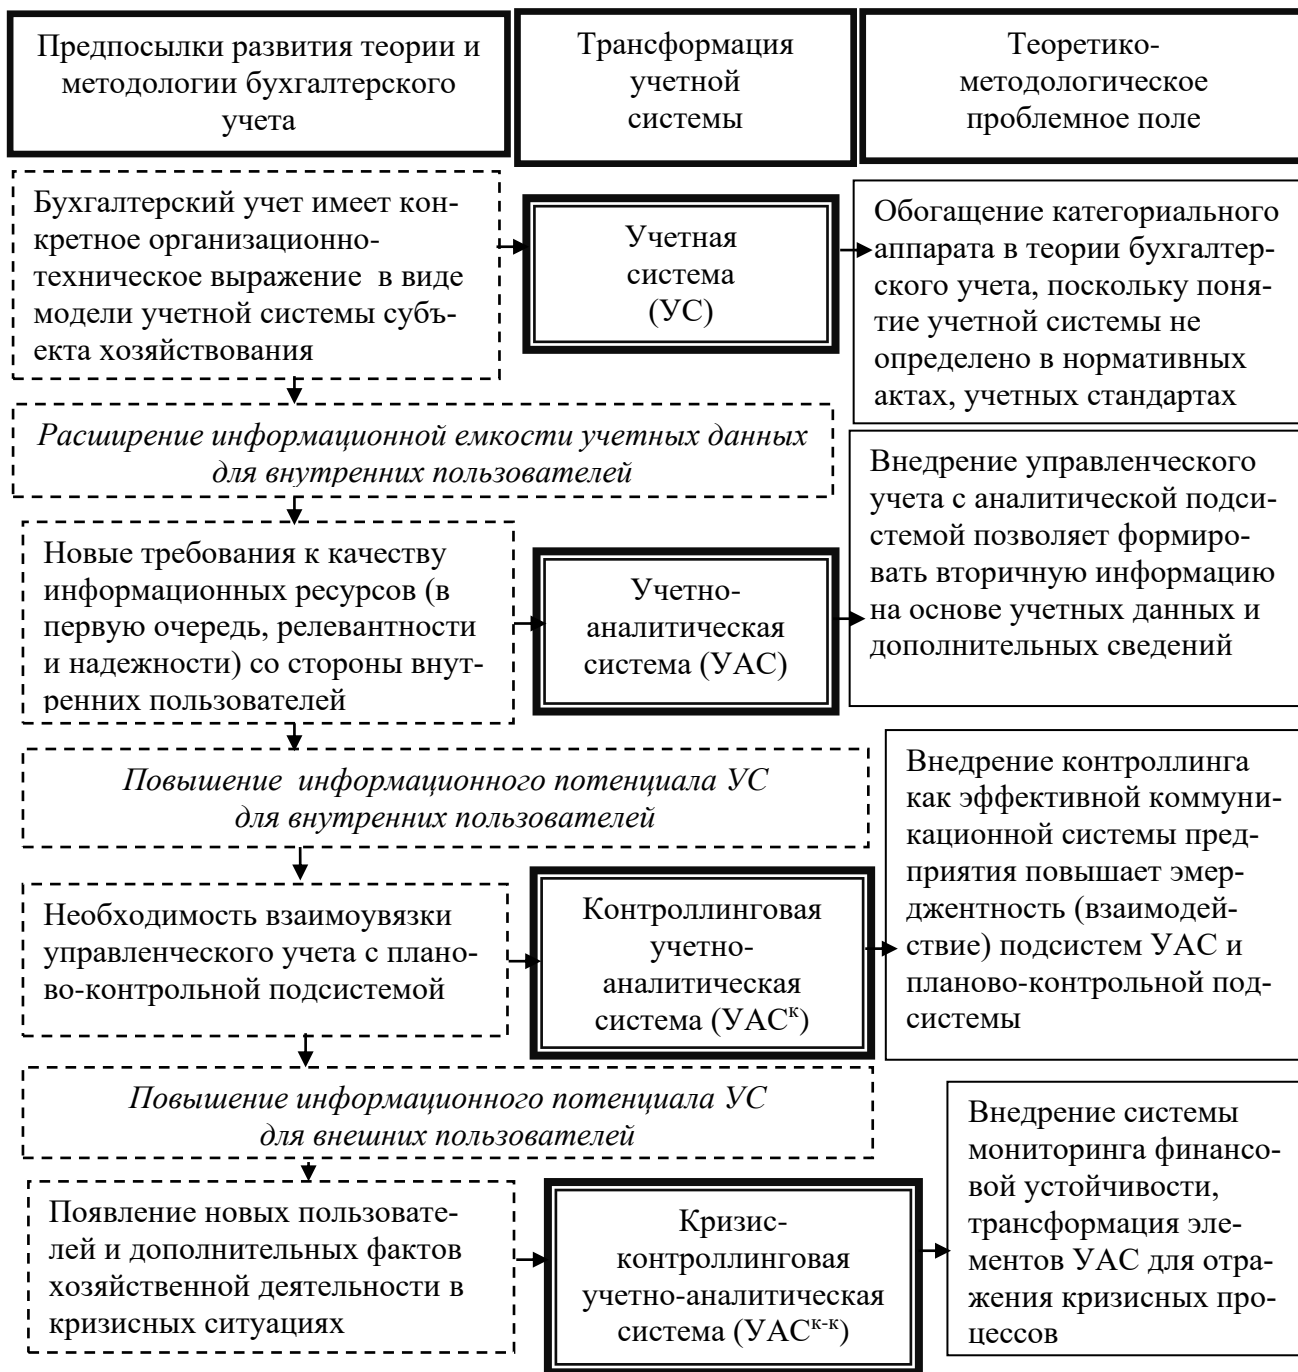 Предпосылки развития теории и
методологии бухгалтерского
учета
Трансформация
учетной
системы
Теоретико-
методологическое
проблемное поле
Бухгалтерский учет имеет кон-
кретное организационно-
техническое выражение  в виде
модели учетной системы субъ-
екта хозяйствования
Учетная
система
(УС)
Обогащение категориального
аппарата в теории бухгалтер-
ского учета, поскольку поня-
тие учетной системы не
определено в нормативных
актах, учетных стандартах
Расширение информационной емкости учетных данных
для внутренних пользователей
Новые требования к качеству
информационных ресурсов (в
первую очередь, релевантности
и надежности) со стороны внут-
ренних пользователей
Учетно-
аналитическая
система (УАС)
Внедрение управленческого
учета с аналитической подси-
стемой позволяет формиро-
вать вторичную информацию
на основе учетных данных и
дополнительных сведений
Повышение  информационного потенциала УС
для внутренних пользователей
Необходимость взаимоувязки
управленческого учета с плано-
во-контрольной подсистемой
Контроллинговая
учетно-
аналитическая
система (УАСᵏ)
Внедрение контроллинга
как эффективной коммуни-
кационной системы пред-
приятия повышает эмер-
джентность (взаимодей-
ствие) подсистем УАС и
планово-контрольной под-
системы
Повышение информационного потенциала УС
для внешних пользователей
Появление новых пользовате-
лей и дополнительных фактов
хозяйственной деятельности в
кризисных ситуациях
Кризис-
контроллинговая
учетно-аналитическая
система (УАСᵏ⁻ᵏ)
Внедрение системы
мониторинга финансо-
вой устойчивости,
трансформация эле-
ментов УАС для отра-
жения кризисных про-
цессов